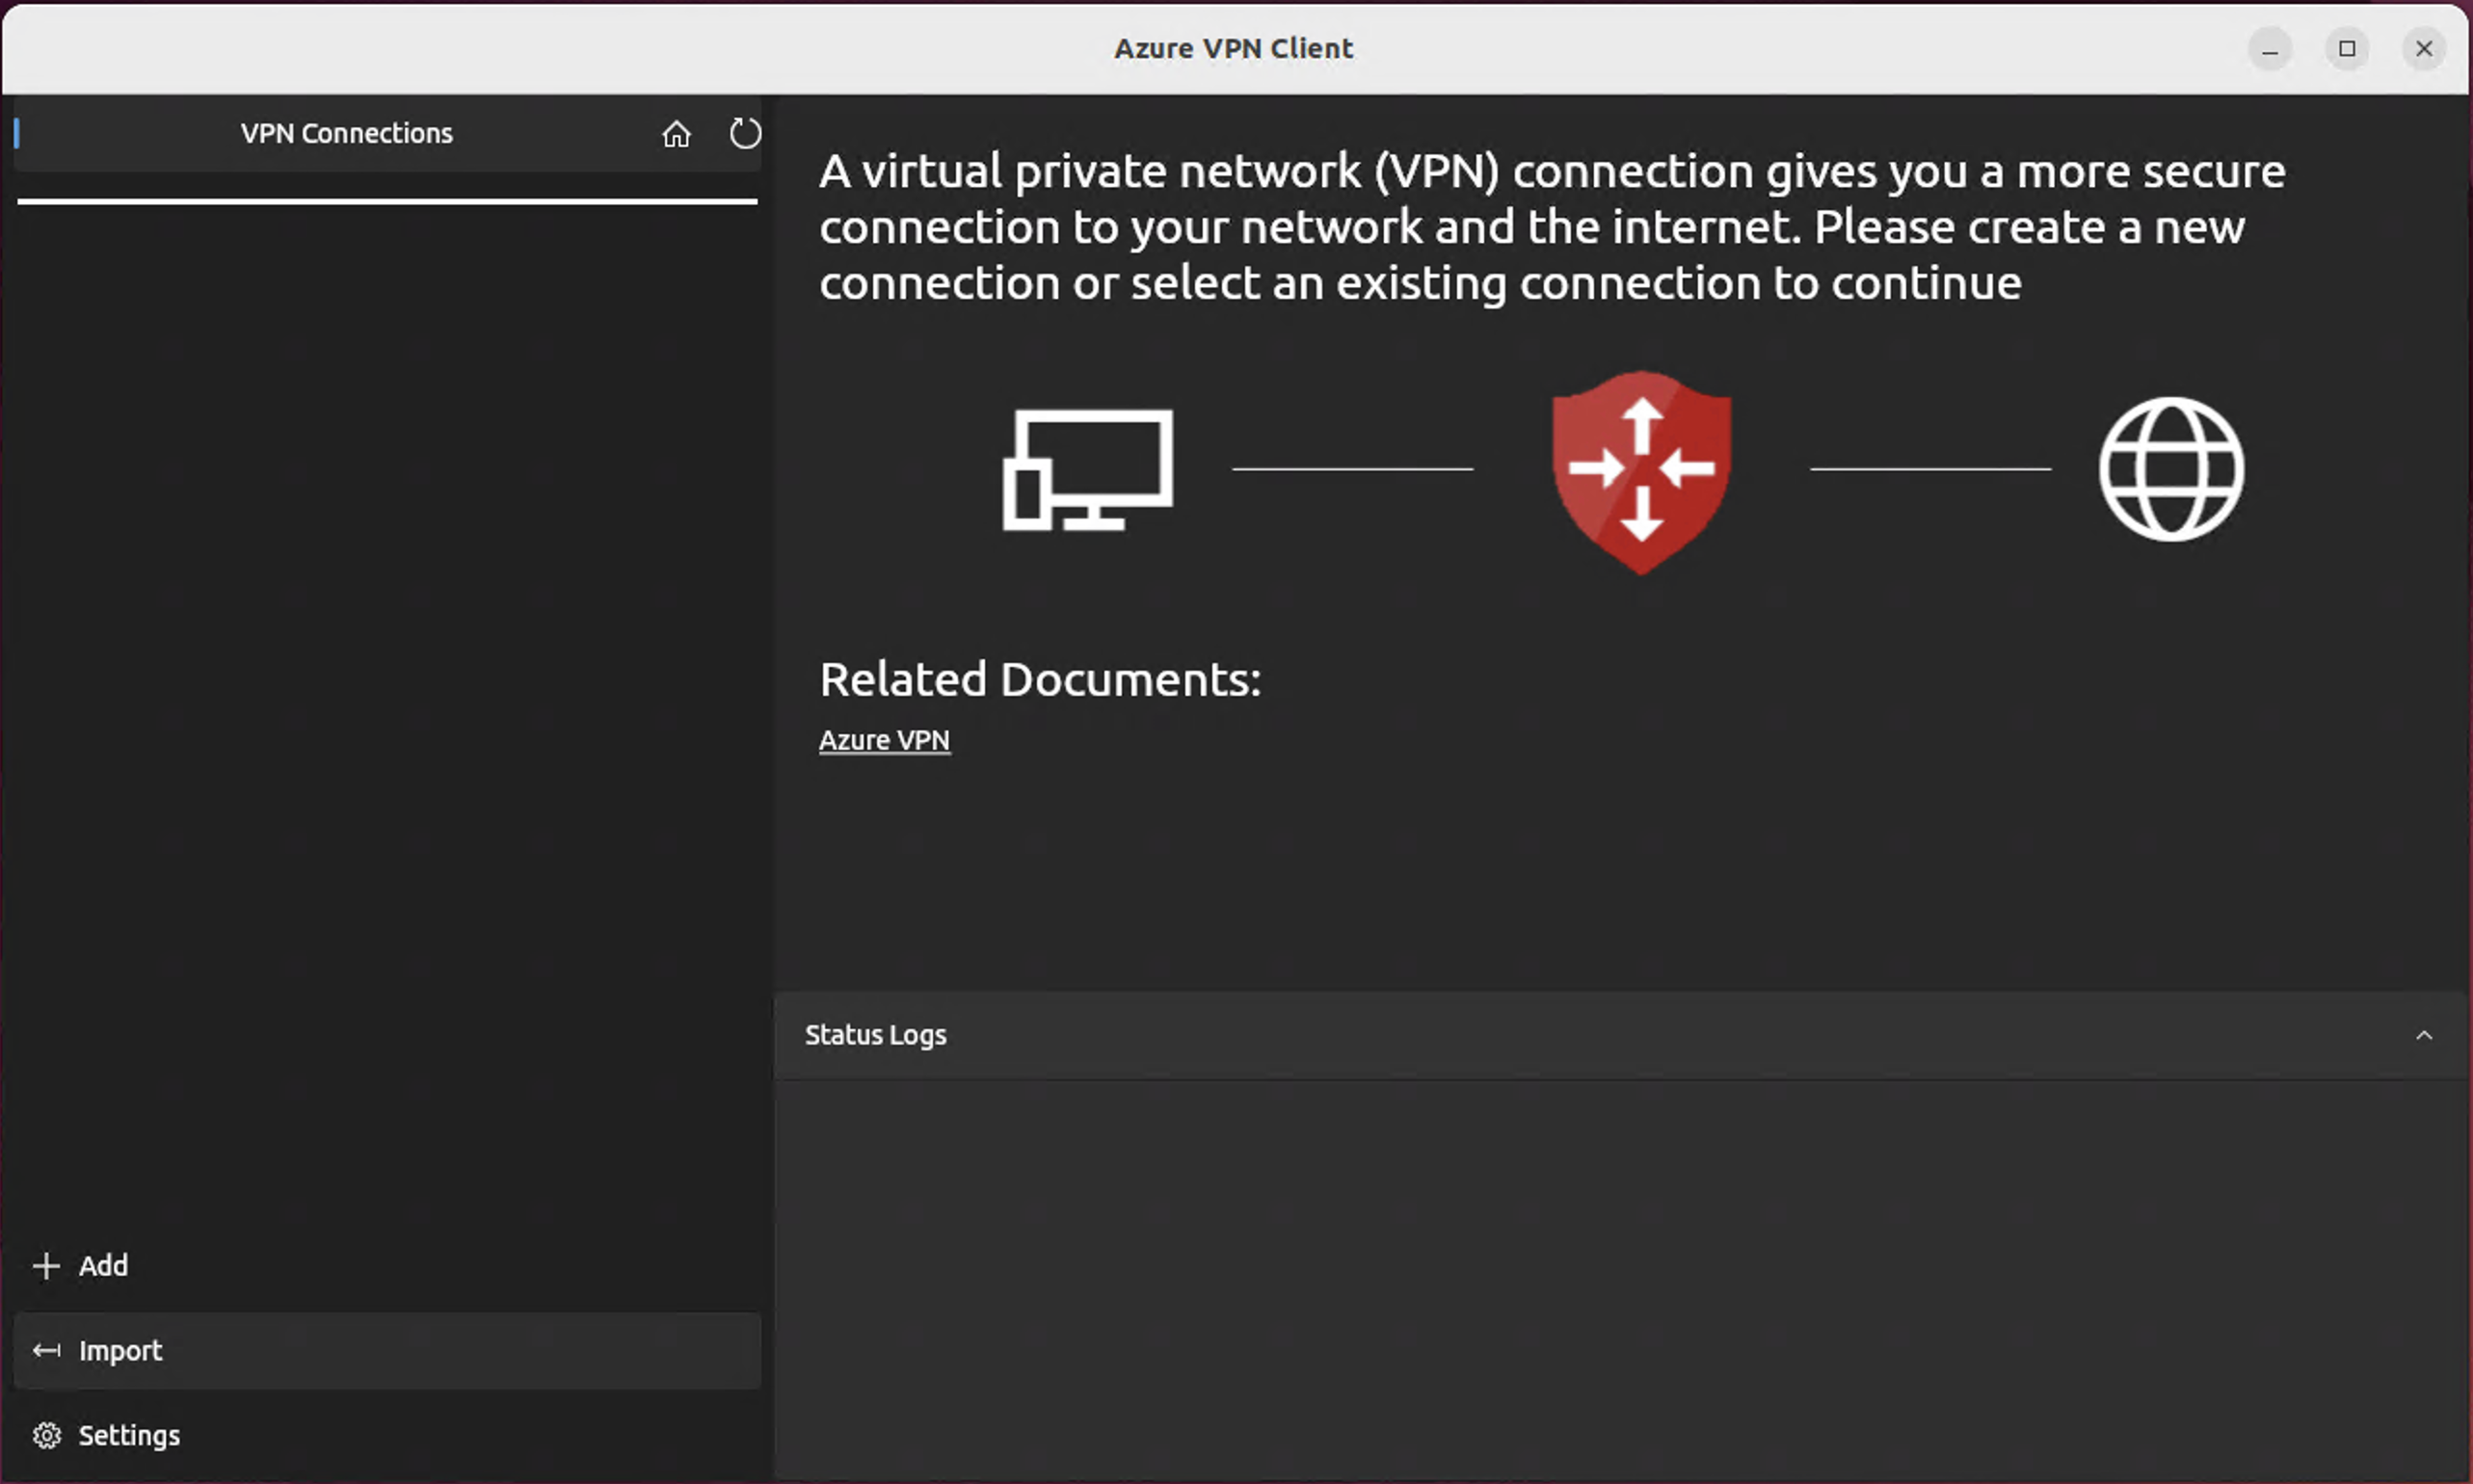 Azure VPN Client
VPN Connections
A virtual private network (VPN) connection gives you a more secure
connection to your network and the internet. Please create a new
connection or select an existing connection to continue
Related Documents:
Azure VPN
Status Logs
Add
Import
Settings